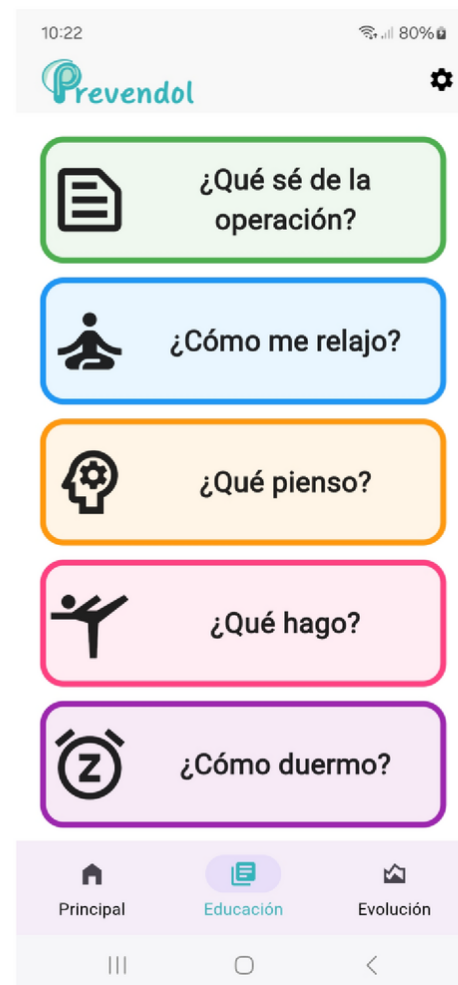 10:22
80%
Prevendol
¿Qué sé de la
operación?
¿Cómo me relajo?
¿Qué pienso?
¿Qué hago?
¿Cómo duermo?
Principal
Educación
Evolución